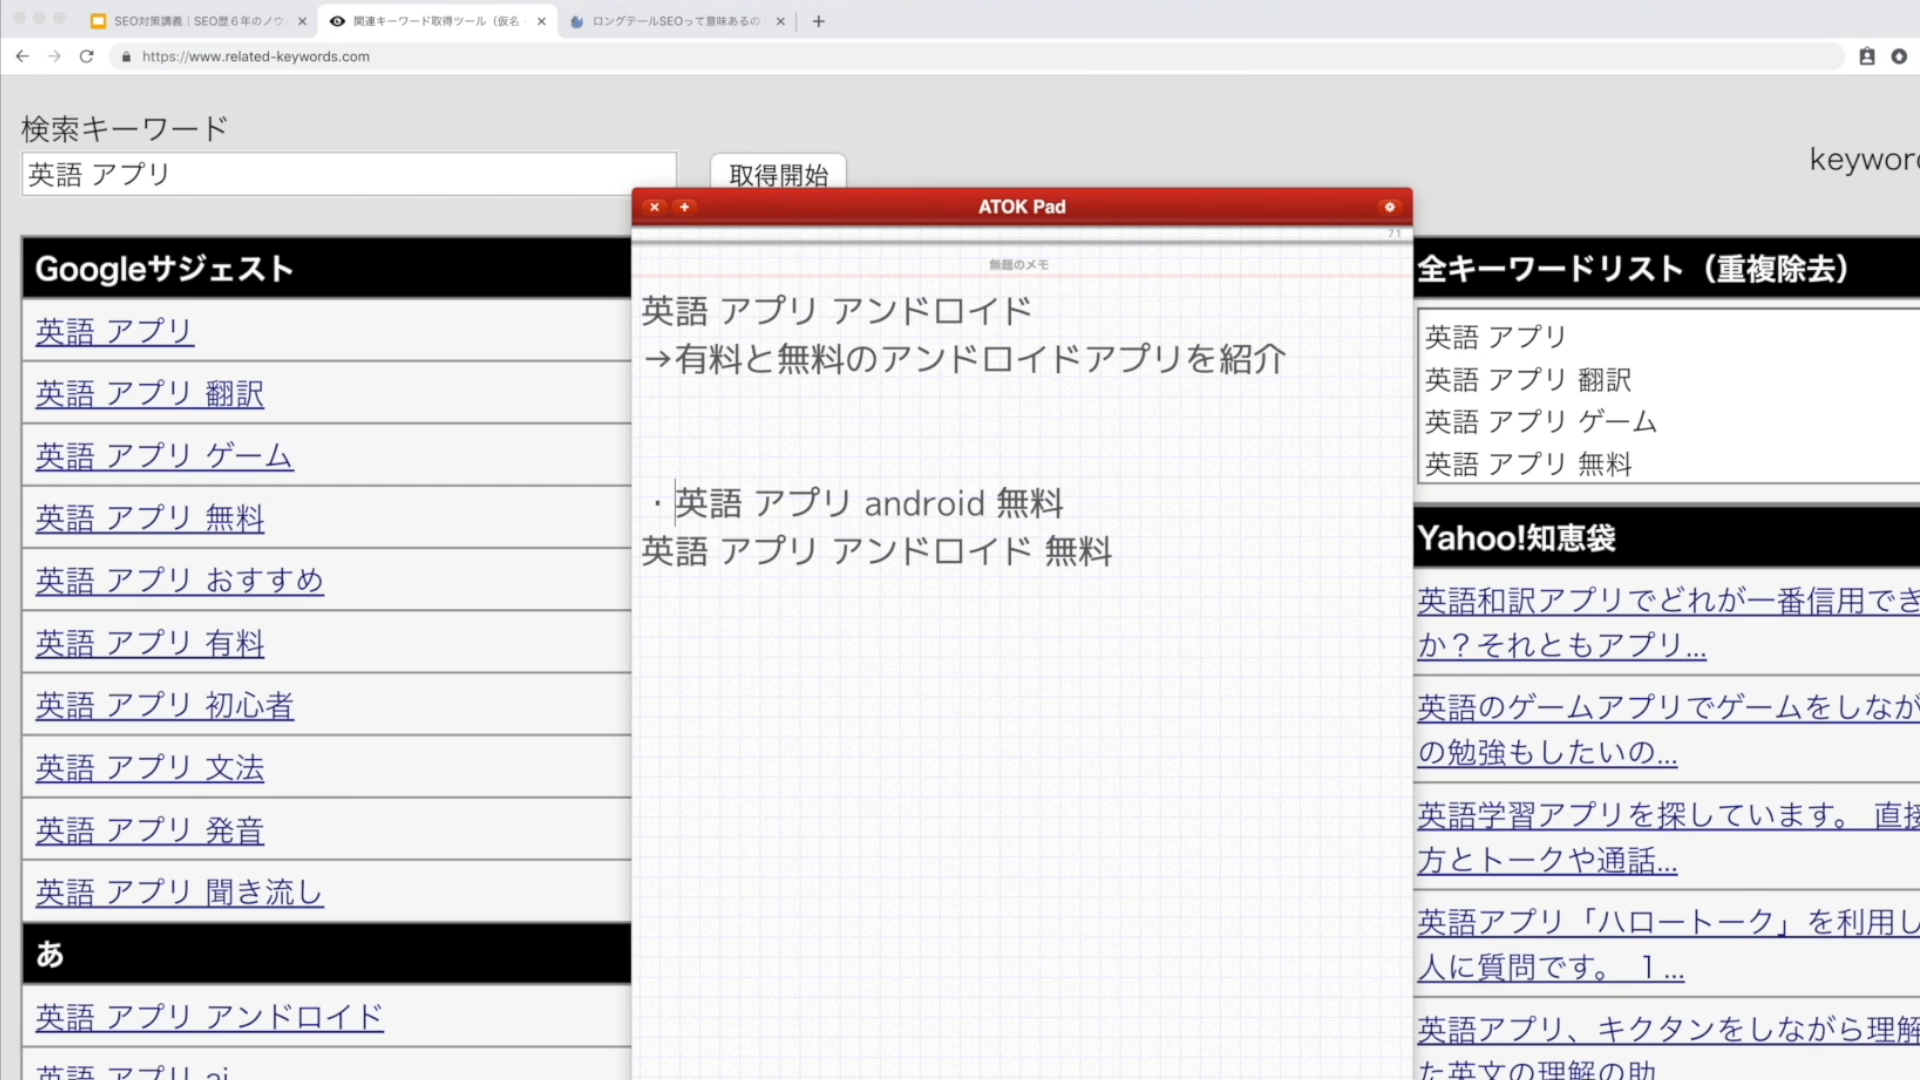 SEO対策講義｜SEO歴６年のノウ
関連キーワード取得ツール（仮名
ロングテールSEOって意味あるの
https://www.related-keywords.com
検索キーワード
英語 アプリ
取得開始
keyword
Googleサジェスト
英語 アプリ
英語 アプリ 翻訳
英語 アプリ ゲーム
英語 アプリ 無料
英語 アプリ おすすめ
英語 アプリ 有料
英語 アプリ 初心者
英語 アプリ 文法
英語 アプリ 発音
英語 アプリ 聞き流し
あ
英語 アプリ アンドロイド
英語 アプリ ai
ATOK Pad
71
無題のメモ
英語 アプリ アンドロイド
→有料と無料のアンドロイドアプリを紹介
・英語 アプリ android 無料
英語 アプリ アンドロイド 無料
全キーワードリスト（重複除去）
英語 アプリ
英語 アプリ 翻訳
英語 アプリ ゲーム
英語 アプリ 無料
Yahoo!知恵袋
英語和訳アプリでどれが一番信用でき
か？それともアプリ...
英語のゲームアプリでゲームをしなが
の勉強もしたいの...
英語学習アプリを探しています。 直接
方とトークや通話...
英語アプリ「ハロートーク」を利用し
人に質問です。 １...
英語アプリ、キクタンをしながら理解
た英文の理解の助